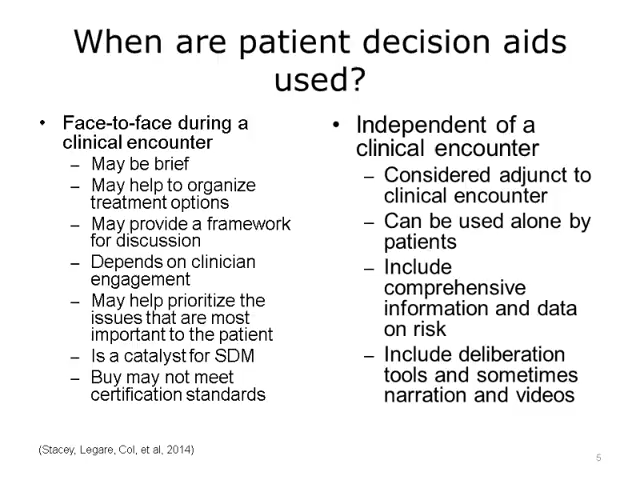 When are patient decision aids
used?
• Face-to-face during a
clinical encounter
– May be brief
– May help to organize
treatment options
– May provide a framework
for discussion
– Depends on clinician
engagement
– May help prioritize the
issues that are most
important to the patient
– Is a catalyst for SDM
– Buy may not meet
certification standards
• Independent of a
clinical encounter
– Considered adjunct to
clinical encounter
– Can be used alone by
patients
– Include
comprehensive
information and data
on risk
– Include deliberation
tools and sometimes
narration and videos
(Stacey, Legare, Col, et al, 2014)
5